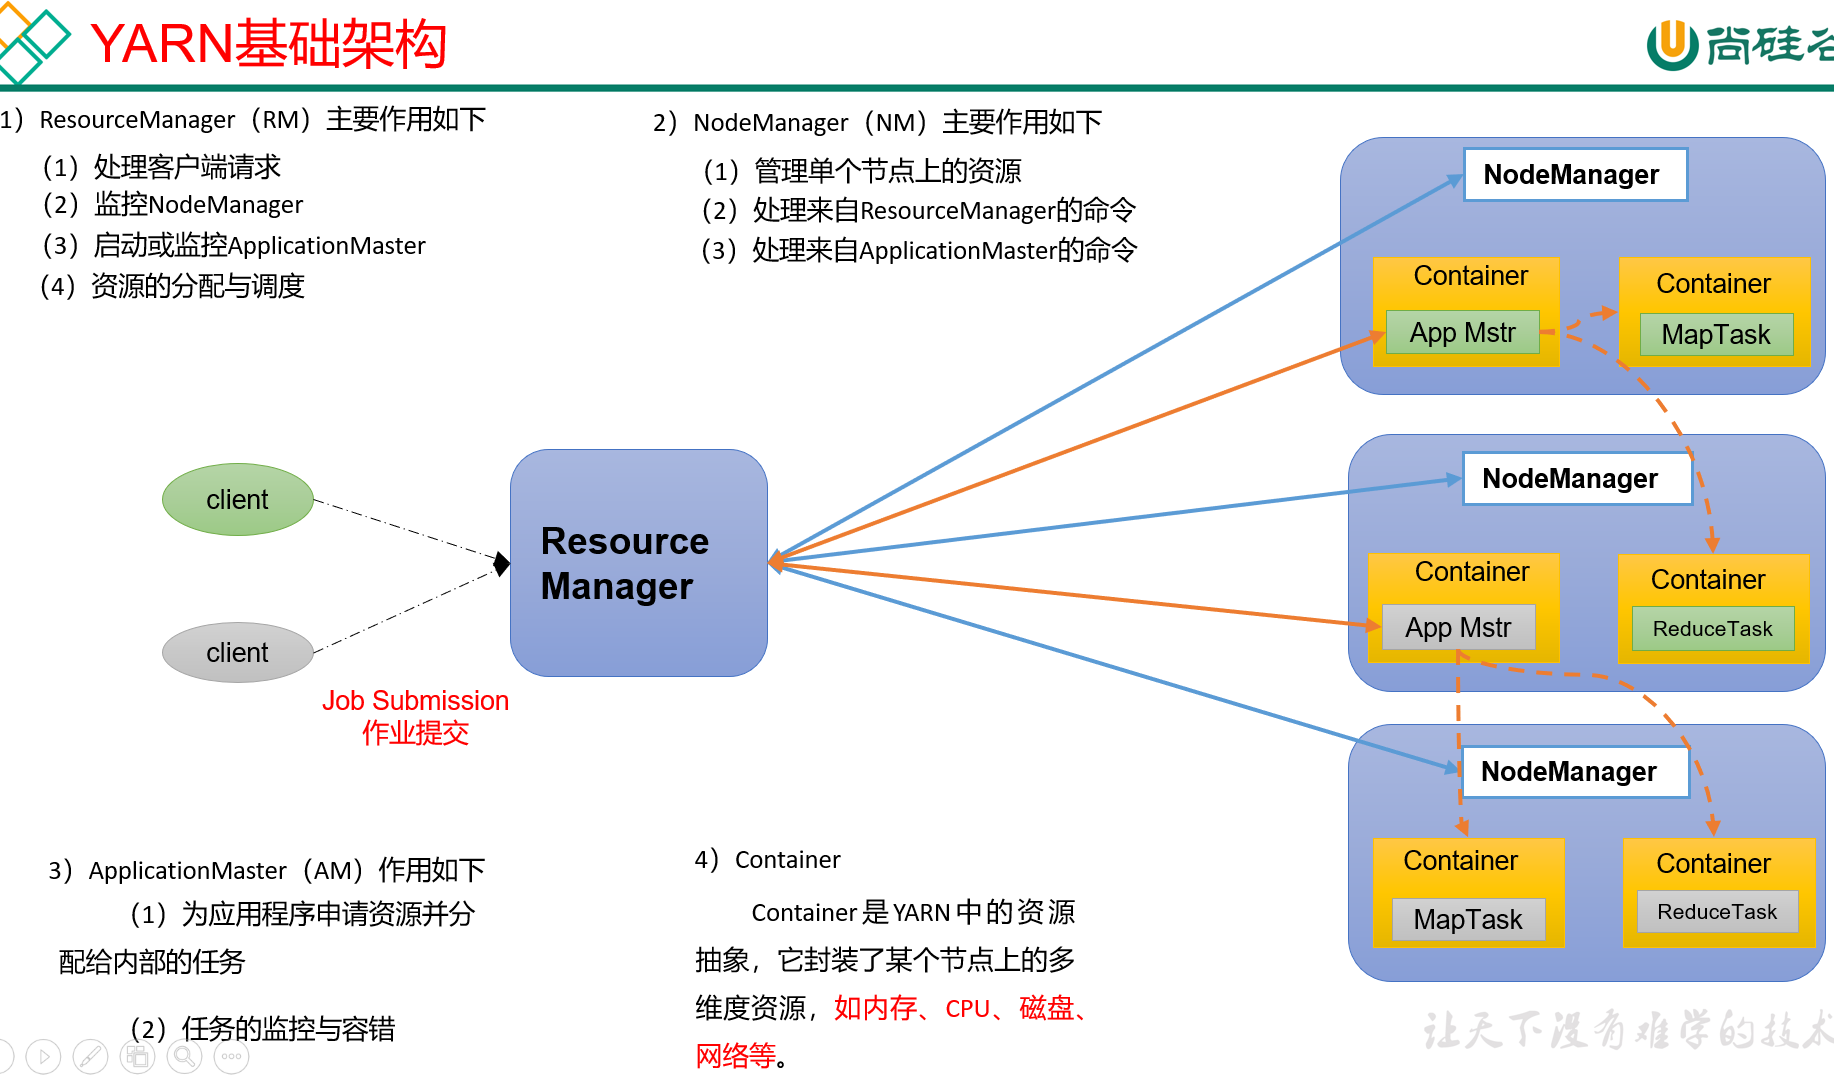 YARN基础架构
尚硅谷
1）ResourceManager（RM）主要作用如下
（1）处理客户端请求
（2）监控NodeManager
（3）启动或监控ApplicationMaster
（4）资源的分配与调度
2）NodeManager（NM）主要作用如下
（1）管理单个节点上的资源
（2）处理来自ResourceManager的命令
（3）处理来自ApplicationMaster的命令
client
client
Job Submission
作业提交
Resource
Manager
NodeManager
Container
App Mstr
Container
MapTask
NodeManager
Container
App Mstr
Container
ReduceTask
NodeManager
Container
MapTask
Container
ReduceTask
3）ApplicationMaster（AM）作用如下
（1）为应用程序申请资源并分
配给内部的任务
（2）任务的监控与容错
4）Container
Container是YARN中的资源
抽象，它封装了某个节点上的多
维度资源，如内存、CPU、磁盘、
网络等。
让天下没有难学的技术